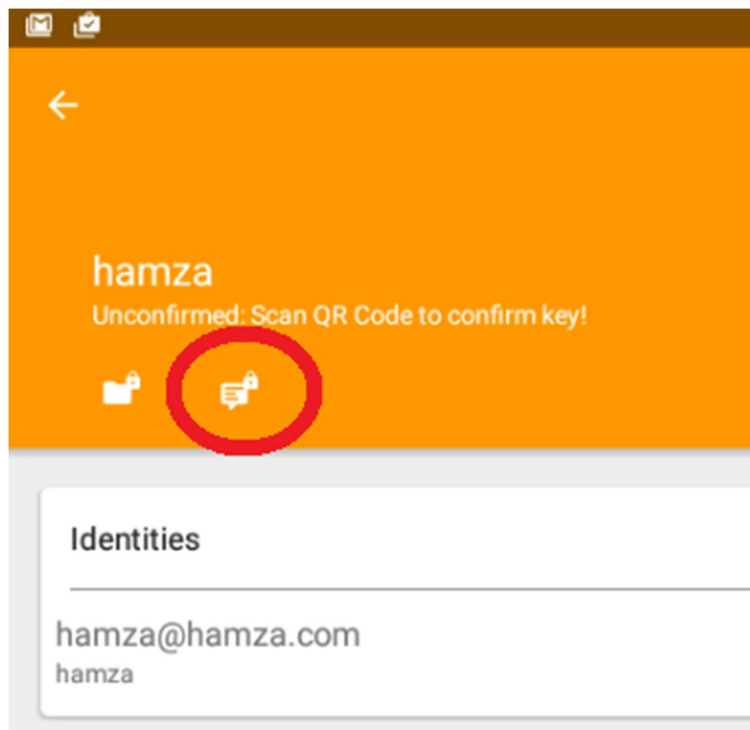 hamza
Unconfirmed: Scan QR Code to confirm key!
Identities
hamza@hamza.com
hamza